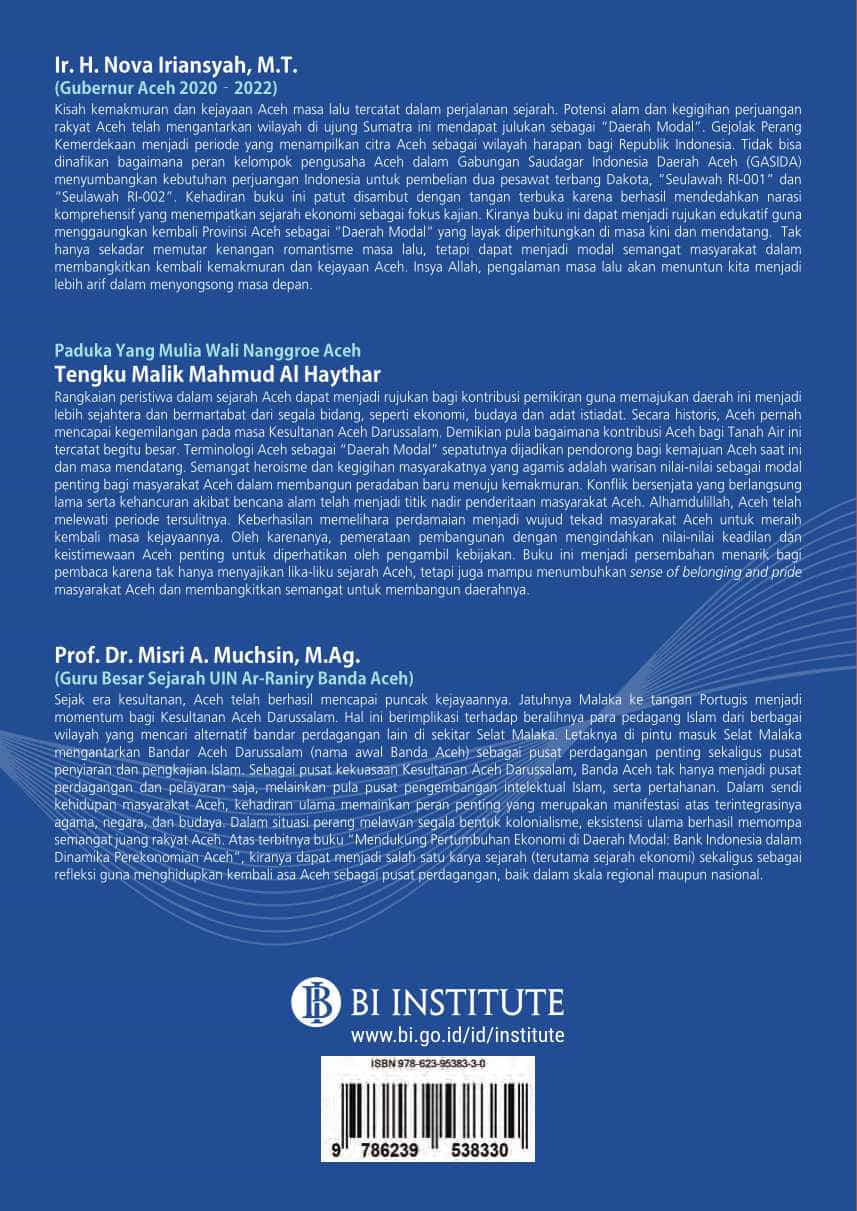 Ir. H. Nova Iriansyah, M.T.
(Gubernur Aceh 2020 - 2022)
Kisah kemakmuran dan kejayaan Aceh masa lalu tercatat dalam perjalanan sejarah. Potensi alam dan kegigihan perjuangan
rakyat Aceh telah mengantarkan wilayah di ujung Sumatra ini mendapat julukan sebagai “Daerah Modal”. Gejolak Perang
Kemerdekaan menjadi periode yang menampilkan citra Aceh sebagai wilayah harapan bagi Republik Indonesia. Tidak bisa
dinafikan bagaimana peran kelompok pengusaha Aceh dalam Gabungan Saudagar Indonesia Daerah Aceh (GASIDA)
menyumbangkan kebutuhan perjuangan Indonesia untuk pembelian dua pesawat terbang Dakota, “Seulawah RI-001” dan
“Seulawah RI-002”. Kehadiran buku ini patut disambut dengan tangan terbuka karena berhasil mendedahkan narasi
komprehensif yang menempatkan sejarah ekonomi sebagai fokus kajian. Kiranya buku ini dapat menjadi rujukan edukatif guna
menggaungkan kembali Provinsi Aceh sebagai “Daerah Modal” yang layak diperhitungkan di masa kini dan mendatang. Tak
hanya sekadar memutar kenangan romantisme masa lalu, tetapi dapat menjadi modal semangat masyarakat dalam
membangkitkan kembali kemakmuran dan kejayaan Aceh. Insya Allah, pengalaman masa lalu akan menuntun kita menjadi
lebih arif dalam menyongsong masa depan.
Paduka Yang Mulia Wali Nanggroe Aceh
Tengku Malik Mahmud Al Haythar
Rangkaian peristiwa dalam sejarah Aceh dapat menjadi rujukan bagi kontribusi pemikiran guna memajukan daerah ini menjadi
lebih sejahtera dan bermartabat dari segala bidang, seperti ekonomi, budaya dan adat istiadat. Secara historis, Aceh pernah
mencapai kegemilangan pada masa Kesultanan Aceh Darussalam. Demikian pula bagaimana kontribusi Aceh bagi Tanah Air ini
tercatat begitu besar. Terminologi Aceh sebagai “Daerah Modal” sepatutnya dijadikan pendorong bagi kemajuan Aceh saat ini
dan masa mendatang. Semangat heroisme dan kegigihan masyarakatnya yang agamis adalah warisan nilai-nilai sebagai modal
penting bagi masyarakat Aceh dalam membangun peradaban baru menuju kemakmuran. Konflik bersenjata yang berlangsung
lama serta kehancuran akibat bencana alam telah menjadi titik nadir penderitaan masyarakat Aceh. Alhamdulillah, Aceh telah
melewati periode tersulitnya. Keberhasilan memelihara perdamaian menjadi wujud tekad masyarakat Aceh untuk meraih
kembali masa kejayaannya. Oleh karenanya, pemerataan pembangunan dengan mengindahkan nilai-nilai keadilan dan
keistimewaan Aceh penting untuk diperhatikan oleh pengambil kebijakan. Buku ini menjadi persembahan menarik bagi
pembaca karena tak hanya menyajikan lika-liku sejarah Aceh, tetapi juga mampu menumbuhkan sense of belonging and pride
masyarakat Aceh dan membangkitkan semangat untuk membangun daerahnya.
Prof. Dr. Misri A. Muchsin, M.Ag.
(Guru Besar Sejarah UIN Ar-Raniry Banda Aceh)
Sejak era kesultanan, Aceh telah berhasil mencapai puncak kejayaannya. Jatuhnya Malaka ke tangan Portugis menjadi
momentum bagi Kesultanan Aceh Darussalam. Hal ini berimplikasi terhadap beralihnya para pedagang Islam dari berbagai
wilayah yang mencari alternatif bandar perdagangan lain di sekitar Selat Malaka. Letaknya di pintu masuk Selat Malaka
mengantarkan Bandar Aceh Darussalam (nama awal Banda Aceh) sebagai pusat perdagangan penting sekaligus pusat
penyiaran dan pengkajian Islam. Sebagai pusat kekuasaan Kesultanan Aceh Darussalam, Banda Aceh tak hanya menjadi pusat
perdagangan dan pelayaran saja, melainkan pula pusat pengembangan intelektual Islam, serta pertahanan. Dalam sendi
kehidupan masyarakat Aceh, kehadiran ulama memainkan peran penting yang merupakan manifestasi atas terintegrasinya
agama, negara, dan budaya. Dalam situasi perang melawan segala bentuk kolonialisme, eksistensi ulama berhasil memompa
semangat juang rakyat Aceh. Atas terbitnya buku “Mendukung Pertumbuhan Ekonomi di Daerah Modal: Bank Indonesia dalam
Dinamika Perekonomian Aceh”, kiranya dapat menjadi salah satu karya sejarah (terutama sejarah ekonomi) sekaligus sebagai
refleksi guna menghidupkan kembali asa Aceh sebagai pusat perdagangan, baik dalam skala regional maupun nasional.
BI INSTITUTE
www.bi.go.id/id/institute
ISBN 978-623-95383-3-0
9 786239 538330